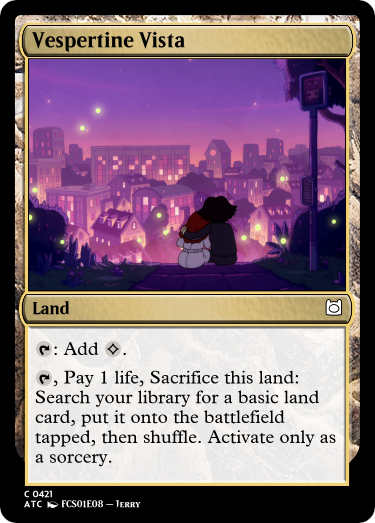 Vespertine Vista
Land
: Add .
, Pay 1 life, Sacrifice this land:
Search your library for a basic land
card, put it onto the battlefield
tapped, then shuffle. Activate only as
a sorcery.
C 0421
ATC FCS01E08 — Jerry